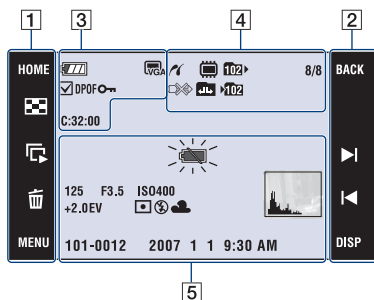 1 3 4 2
HOME VGA 102 8/8 BACK
DPOF 102
C:32:00
125 F3.5 ISO400
+2.0EV
MENU 101-0012 2007 1 1 9:30 AM DISP
5